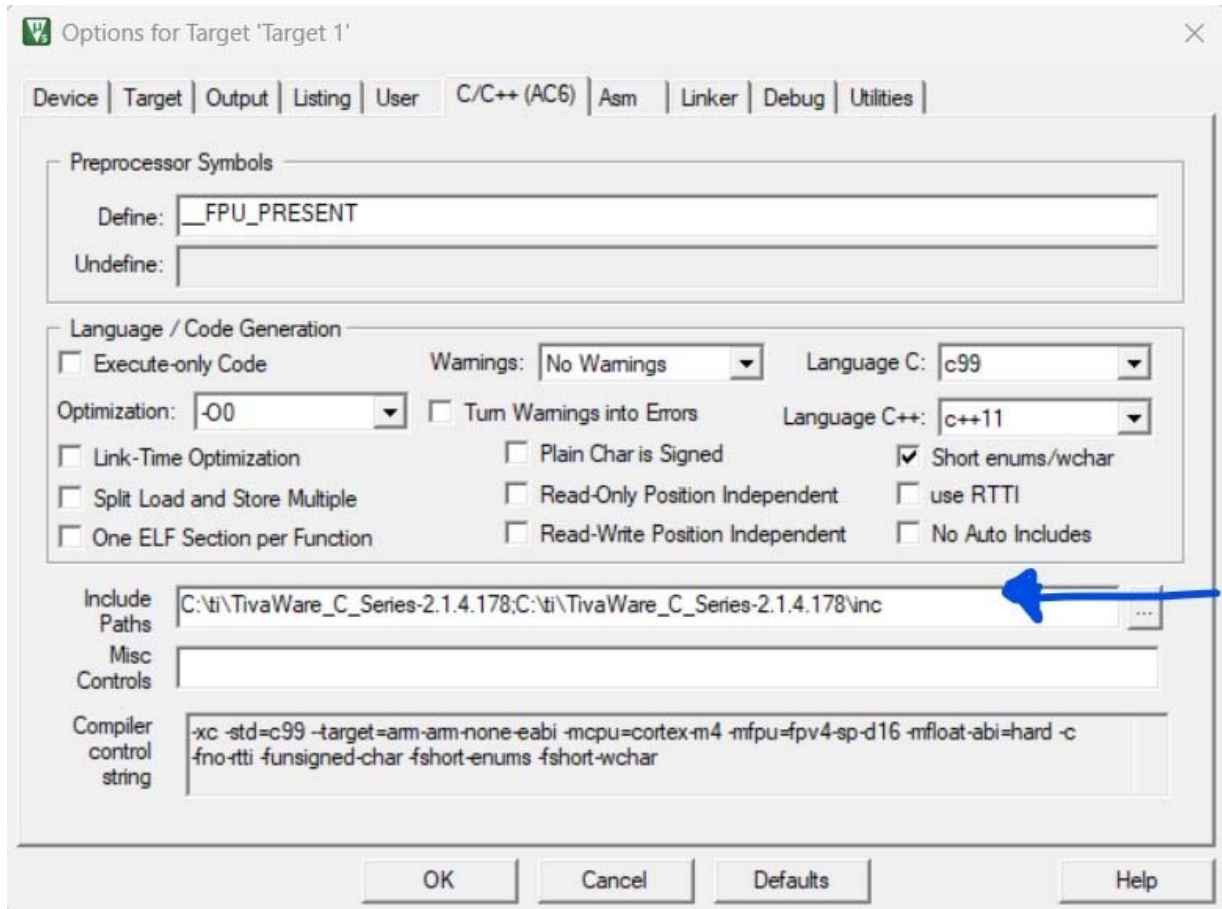 Options for Target 'Target 1'
Device Target Output Listing User C/C++ (AC6) Asm Linker Debug Utilities
Preprocessor Symbols
Define: __FPU_PRESENT
Undefine:
Language / Code Generation
Execute-only Code Warnings: No Warnings Language C: c99
Optimization: -O0 Turn Warnings into Errors Language C++: c++11
Link-Time Optimization Plain Char is Signed Short enums/wchar
Split Load and Store Multiple Read-Only Position Independent use RTTI
One ELF Section per Function Read-Write Position Independent No Auto Includes
Include Paths C:\ti\TivaWare_C_Series-2.1.4.178;C:\ti\TivaWare_C_Series-2.1.4.178\inc ...
Misc Controls
Compiler control string
-xc -std=c99 --target=arm-arm-none-eabi -mcpu=cortex-m4 -mfpu=fpv4-sp-d16 -mfloat-abi=hard -c
-fno-rtti -funsigned-char -fshort-enums -fshort-wchar
OK Cancel Defaults Help